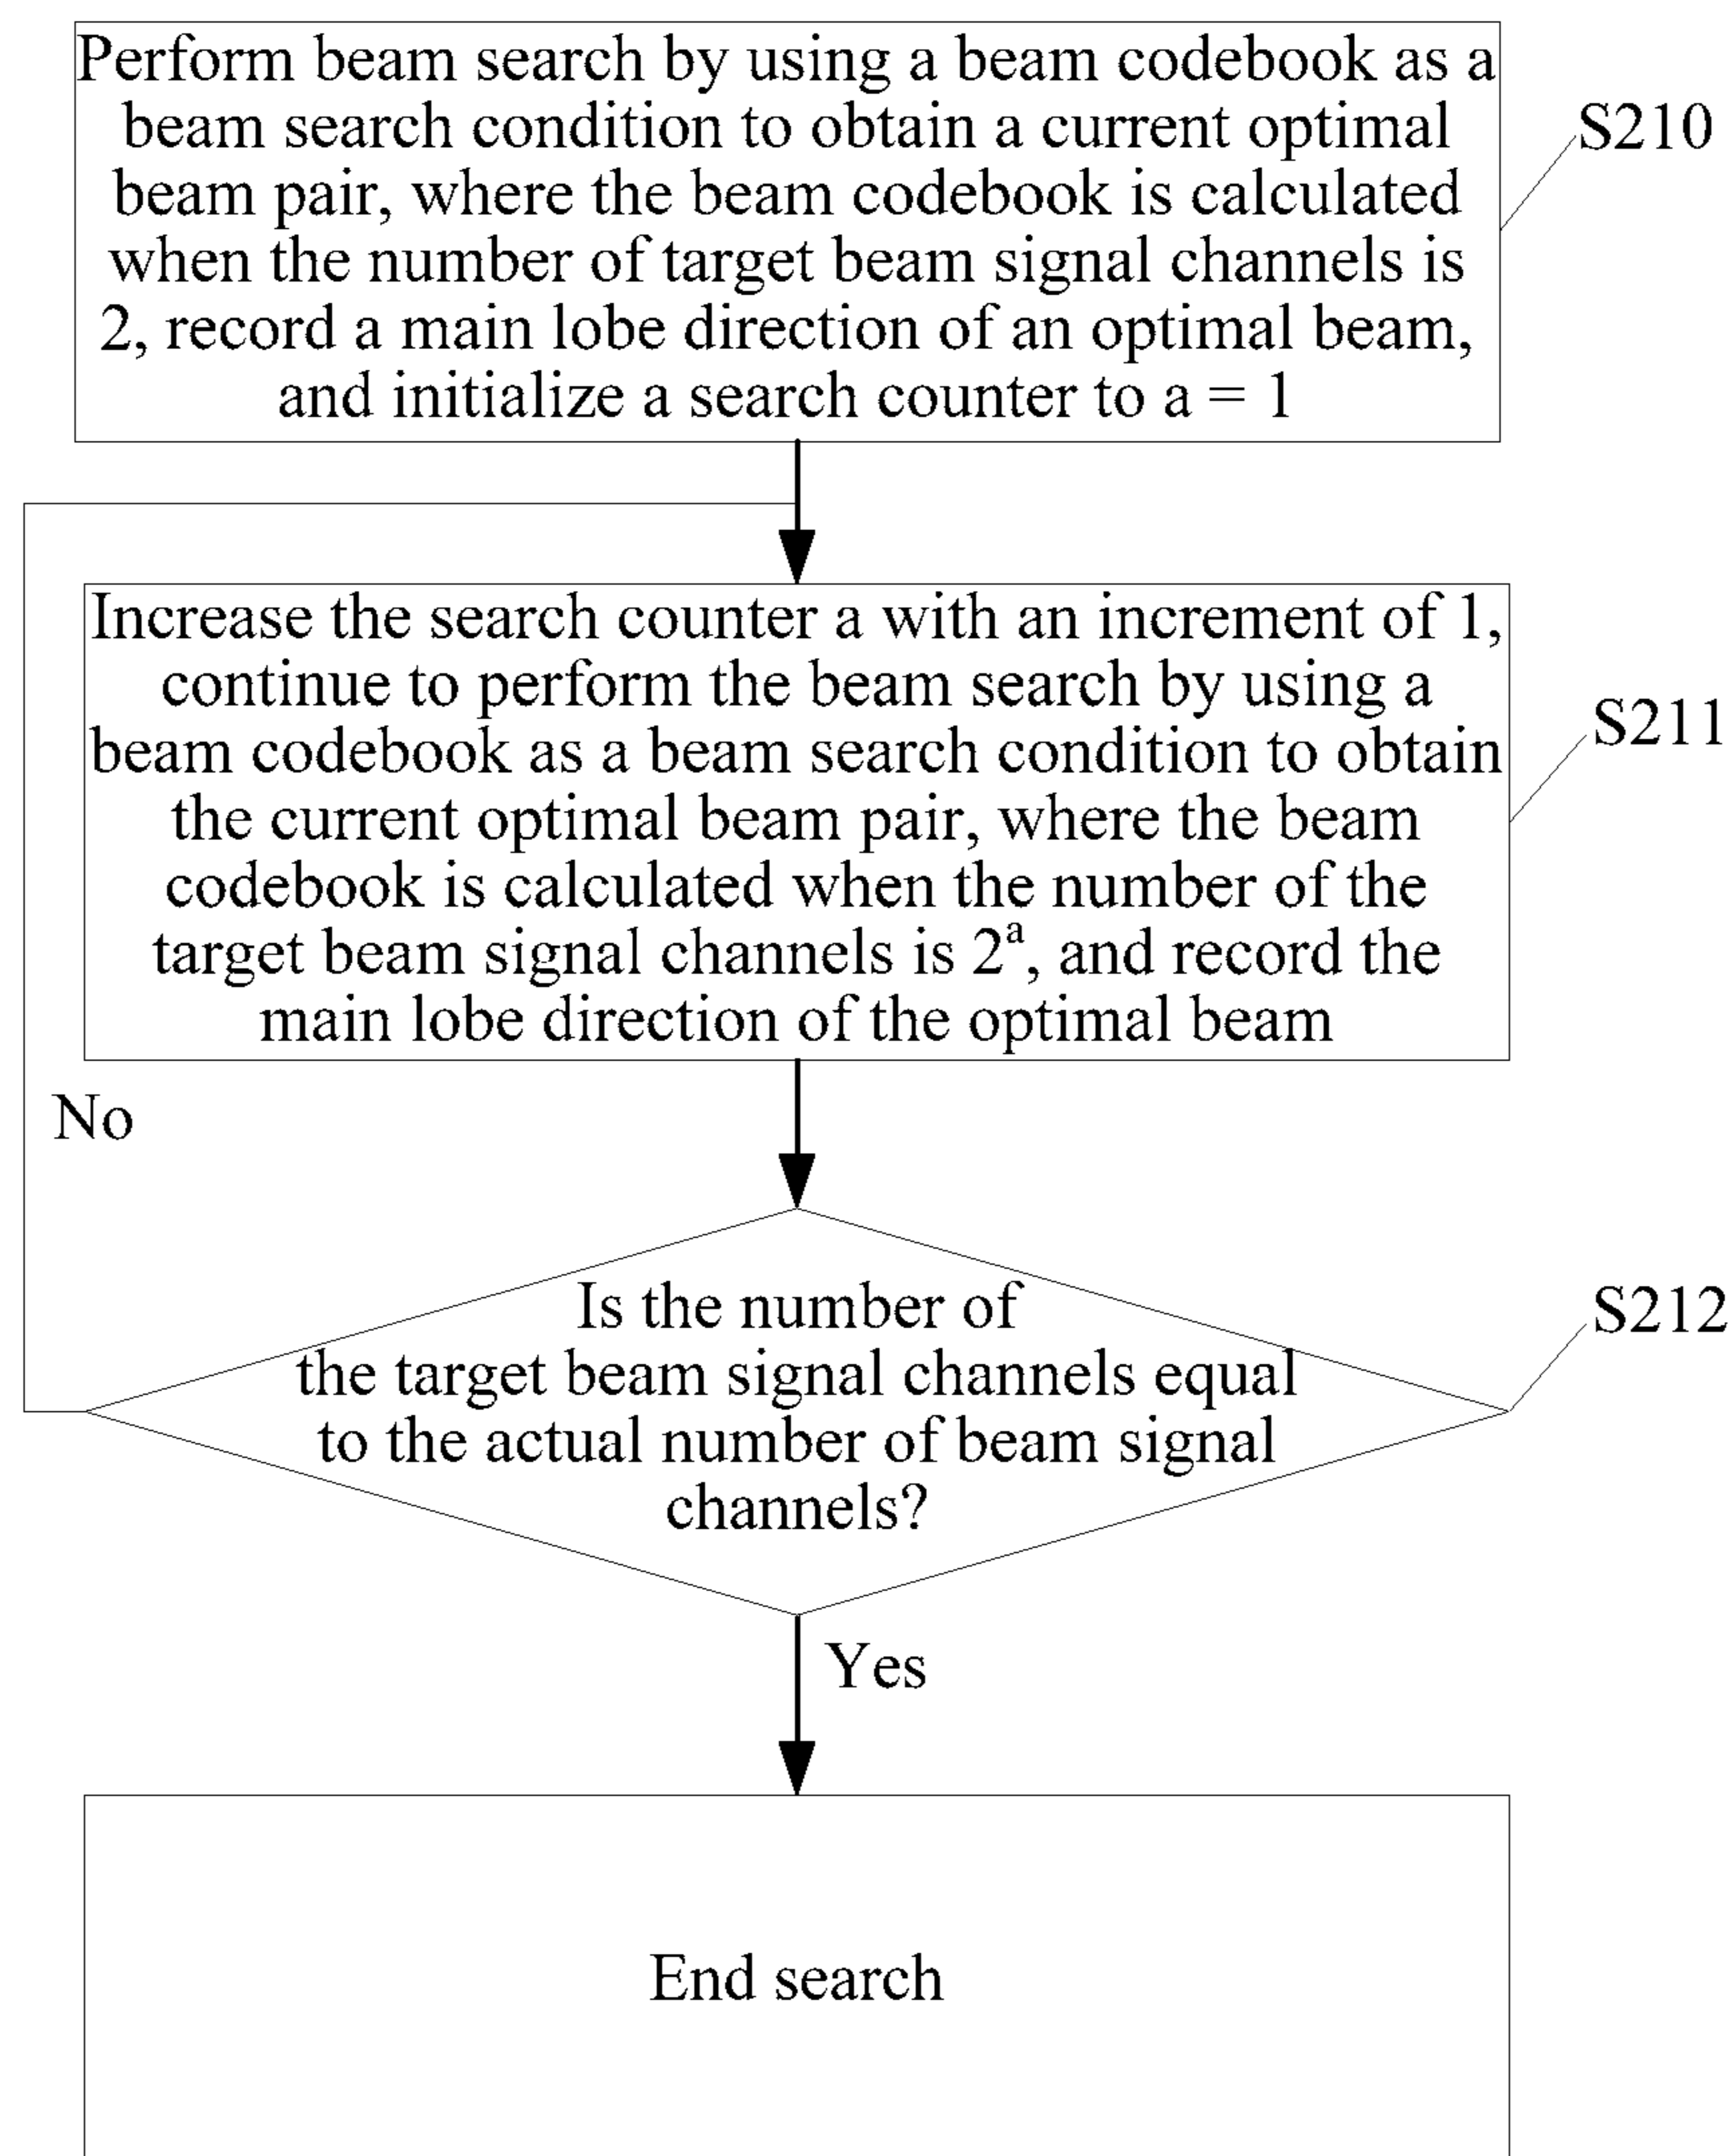 Perform beam search by using a beam codebook as a
beam search condition to obtain a current optimal
beam pair, where the beam codebook is calculated
when the number of target beam signal channels is
2, record a main lobe direction of an optimal beam,
and initialize a search counter to a = 1
S210
Increase the search counter a with an increment of 1,
continue to perform the beam search by using a
beam codebook as a beam search condition to obtain
the current optimal beam pair, where the beam
codebook is calculated when the number of the
target beam signal channels is 2ᵃ, and record the
main lobe direction of the optimal beam
S211
No
Is the number of
the target beam signal channels equal
to the actual number of beam signal
channels?
S212
Yes
End search